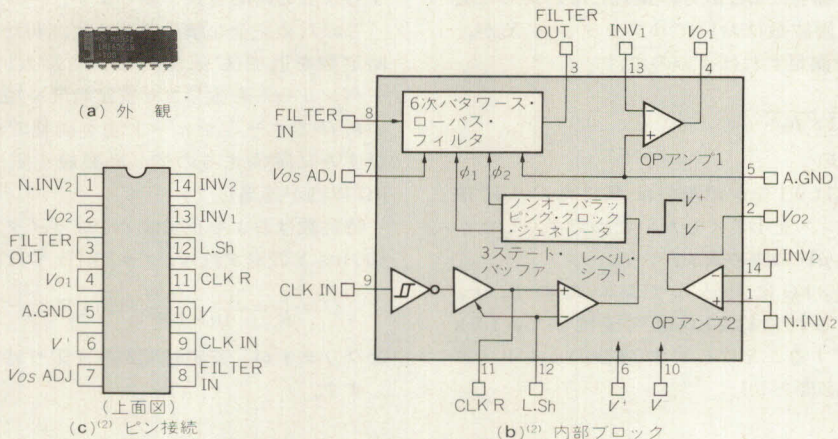 (a) 外 観
N.INV2 1
VO2 2
FILTER OUT 3
VO1 4
A.GND 5
V+ 6
VOS ADJ 7
14 INV2
13 INV1
12 L.Sh
11 CLK R
10 V
9 CLK IN
8 FILTER IN
(上面図)
(c)(2) ピン接続
FILTER OUT
3
INV1
13
VO1
4
FILTER IN
8
6次バタワース・
ローパス・
フィルタ
−
+
OPアンプ1
VOS ADJ
7
φ1
φ2
5
A.GND
ノンオーバラッ
ピング・クロック
・ジェネレータ
V+
V−
2
VO2
3ステート・
バッファ
レベル・
シフト
14
INV2
CLK IN
9
+
−
−
+
1
N.INV2
OPアンプ2
11
12
6
10
CLK R
L.Sh
V+
V
(b)(2) 内部ブロック